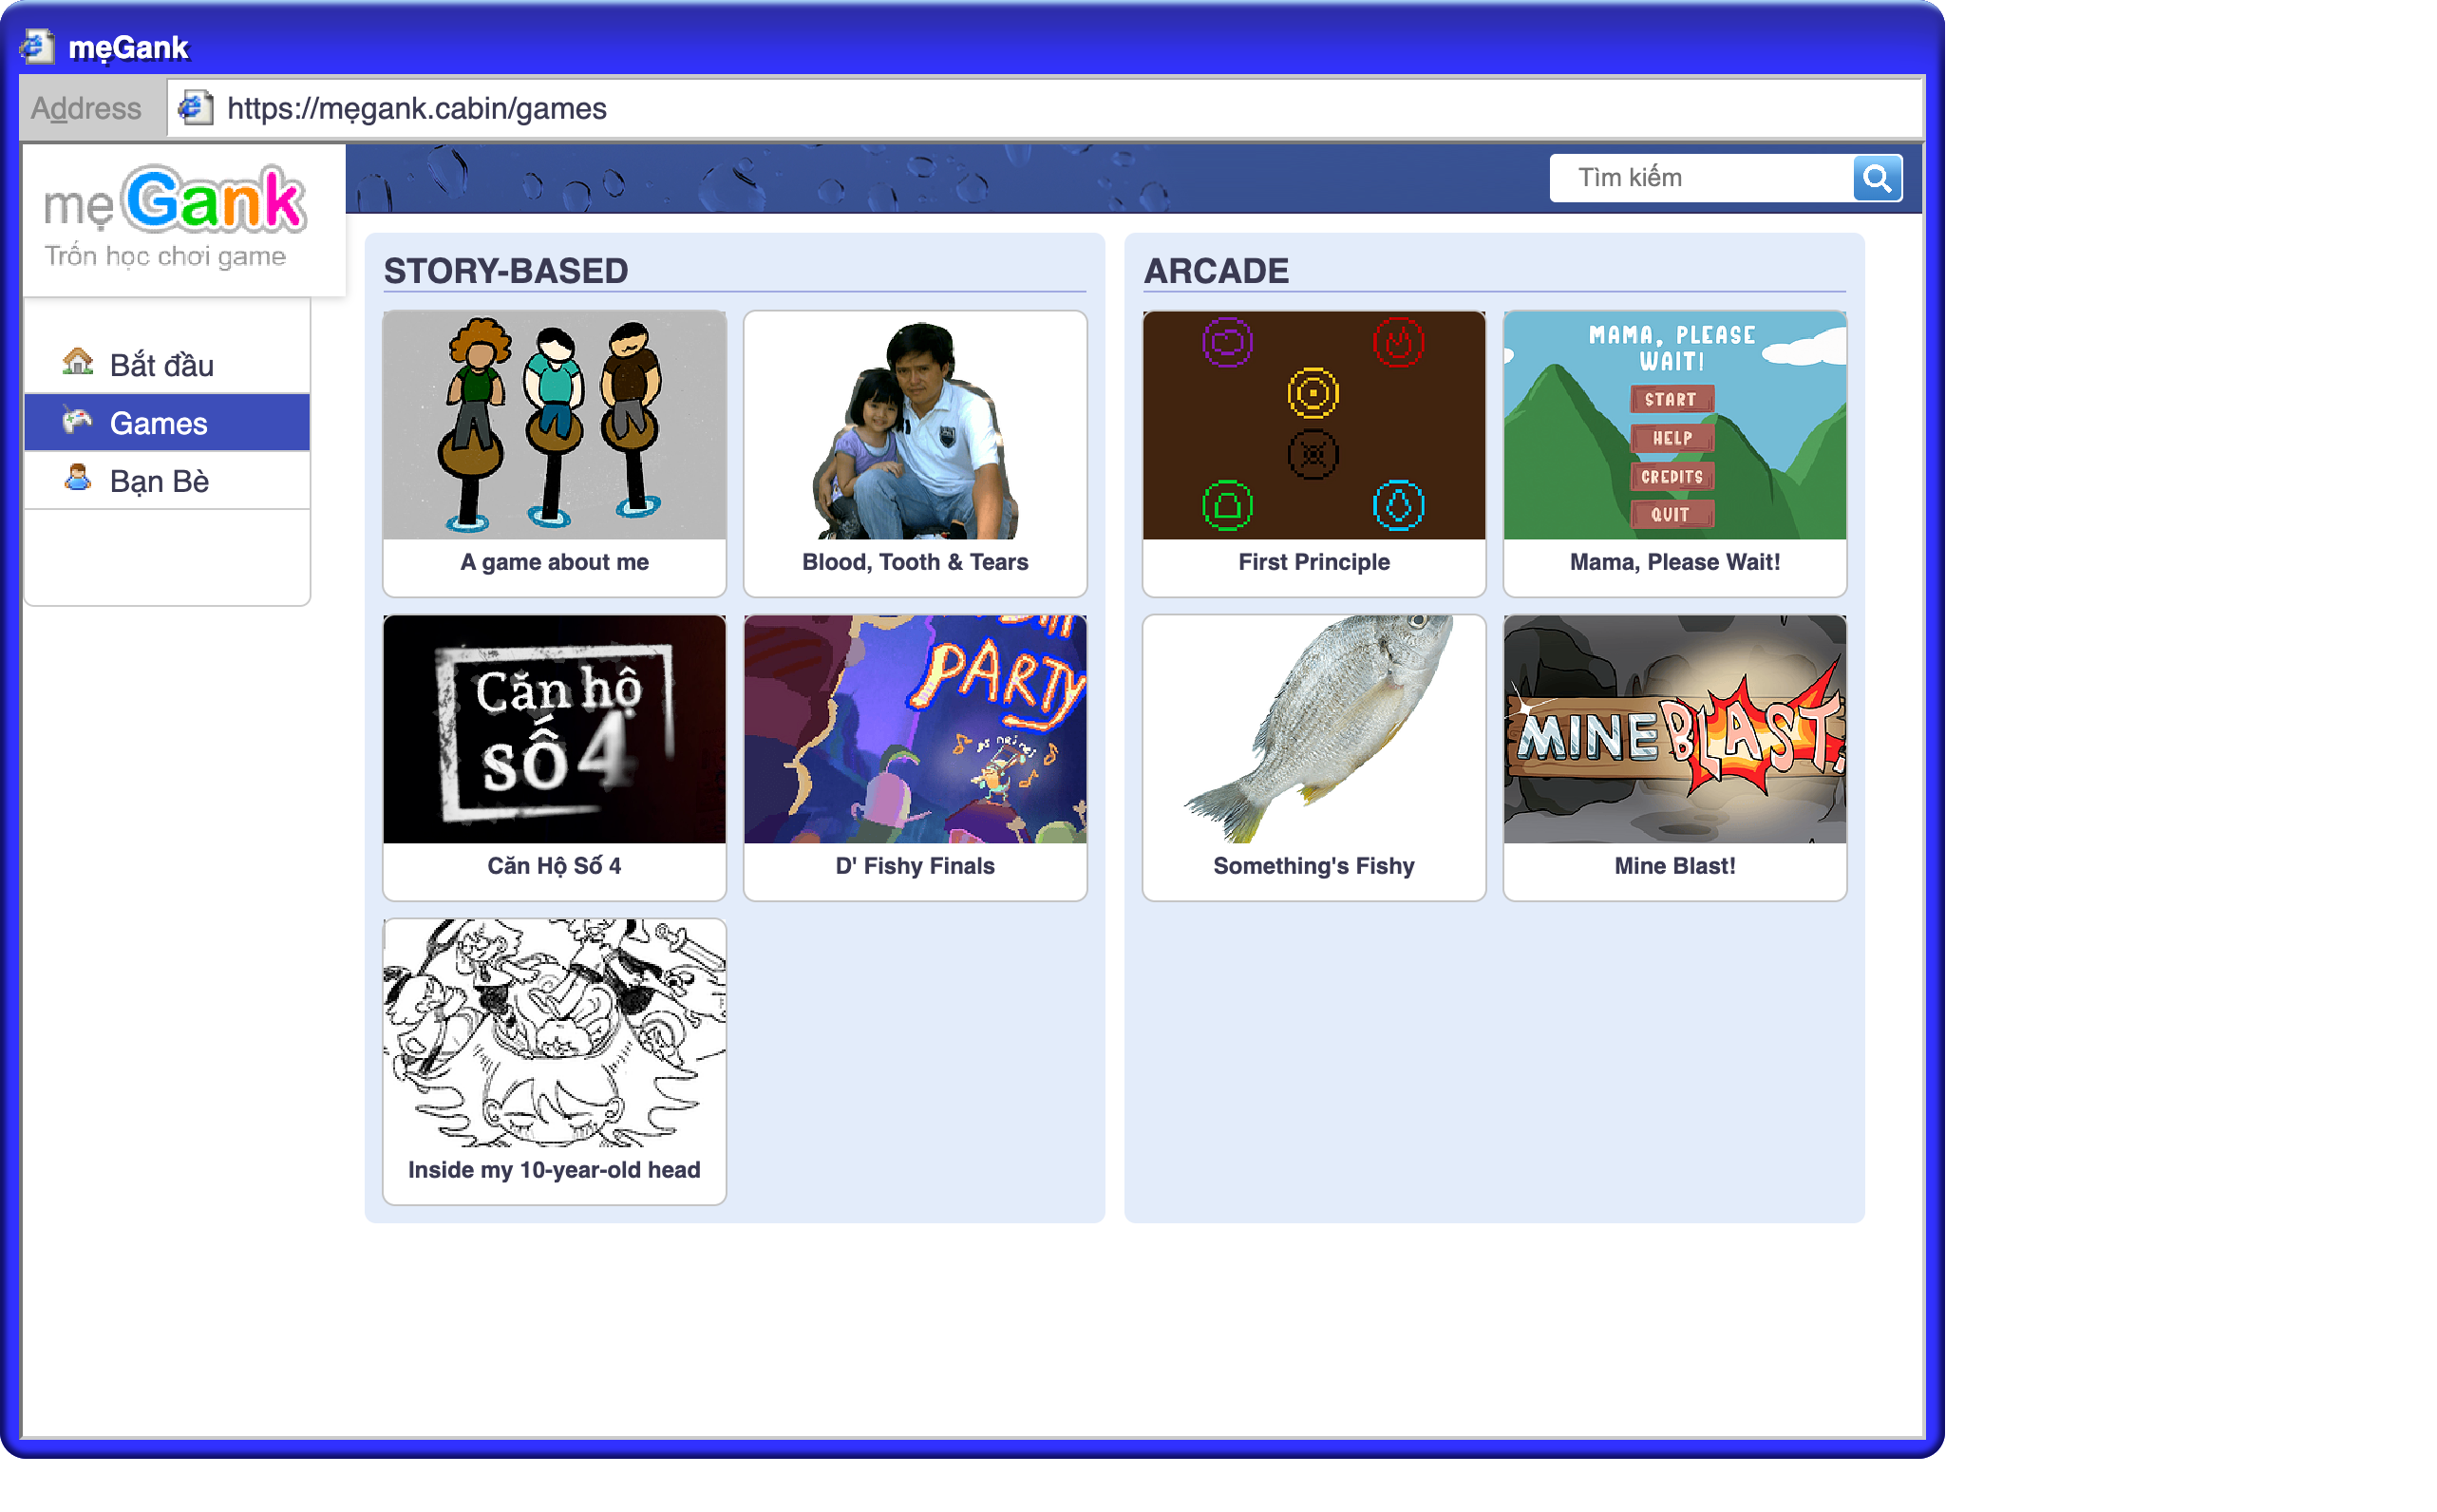 mẹGank
Address
https://mẹgank.cabin/games
mẹGank
Trốn học chơi game
Tìm kiếm
Bắt đầu
Games
Bạn Bè
STORY-BASED
A game about me
Blood, Tooth & Tears
Căn hộ
số 4
Căn Hộ Số 4
PARTY
D' Fishy Finals
Inside my 10-year-old head
ARCADE
First Principle
MAMA, PLEASE
WAIT!
START
HELP
CREDITS
QUIT
Mama, Please Wait!
Something's Fishy
MINE BLAST
Mine Blast!